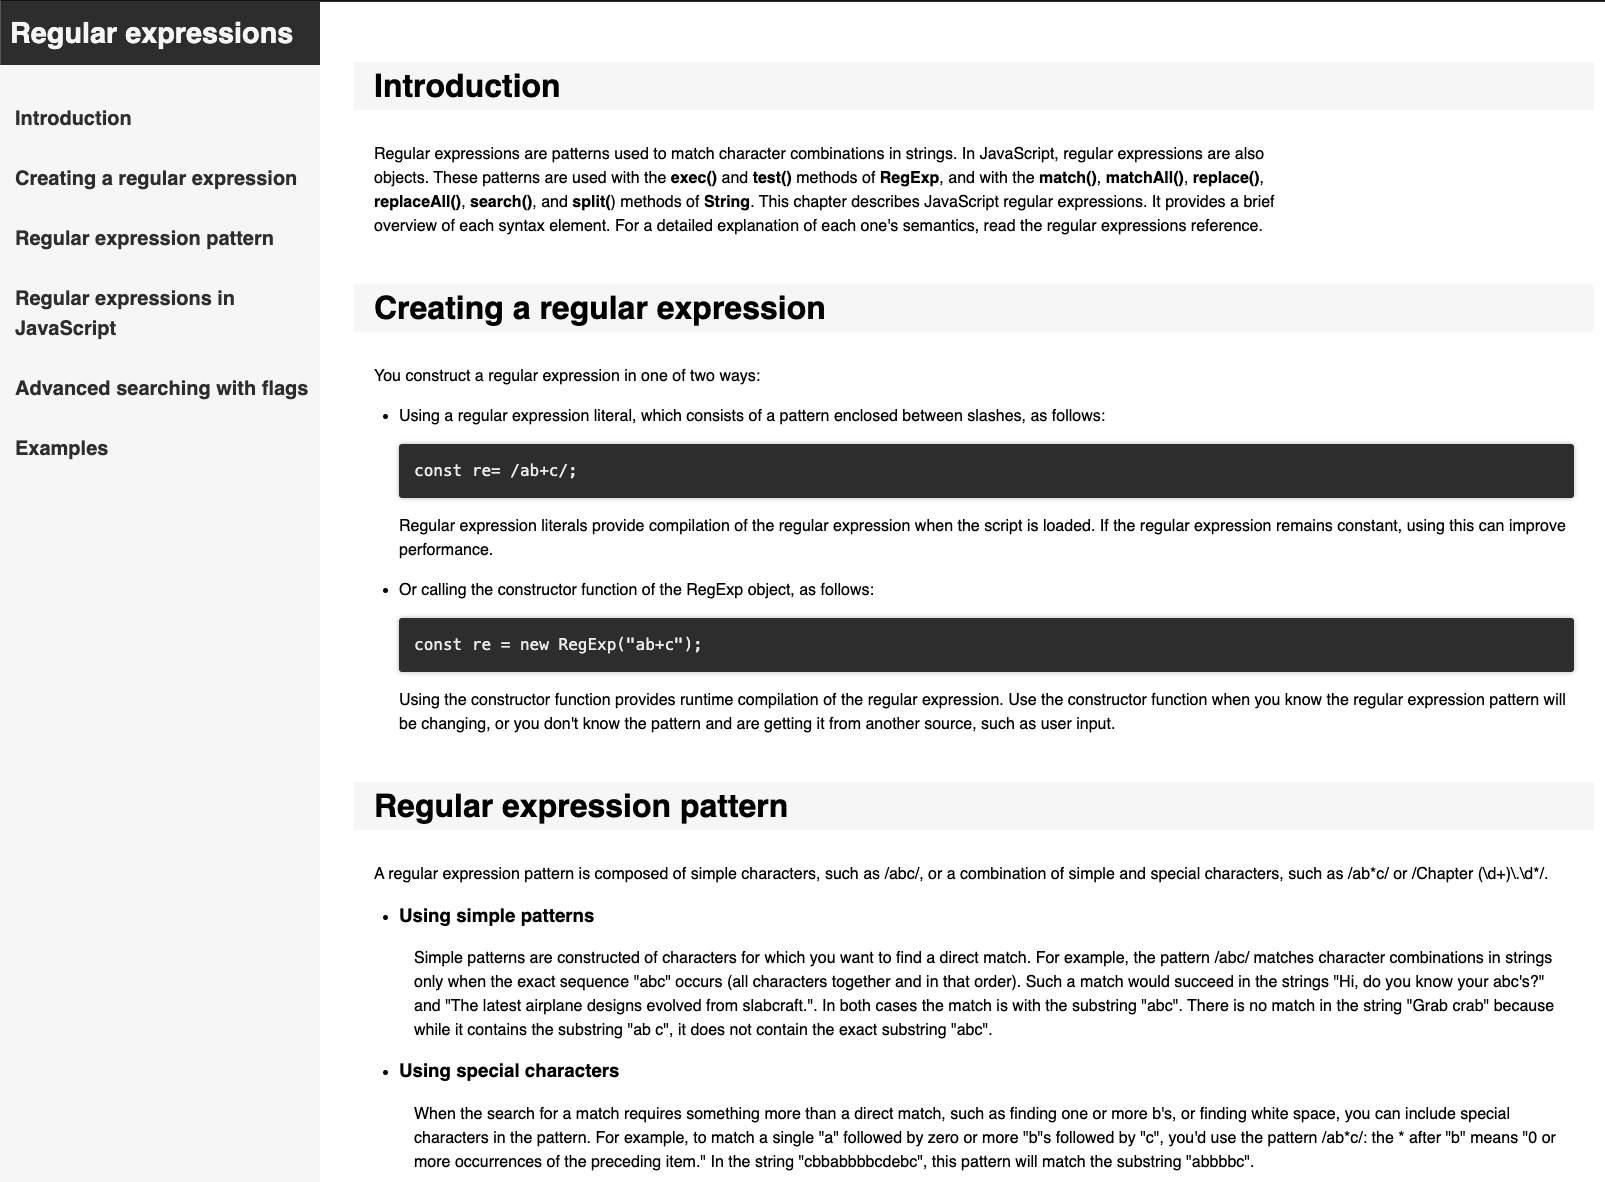 Regular expressions
Introduction
Creating a regular expression
Regular expression pattern
Regular expressions in
JavaScript
Advanced searching with flags
Examples
Introduction
Regular expressions are patterns used to match character combinations in strings. In JavaScript, regular expressions are also
objects. These patterns are used with the exec() and test() methods of RegExp, and with the match(), matchAll(), replace(),
replaceAll(), search(), and split() methods of String. This chapter describes JavaScript regular expressions. It provides a brief
overview of each syntax element. For a detailed explanation of each one's semantics, read the regular expressions reference.
Creating a regular expression
You construct a regular expression in one of two ways:
• Using a regular expression literal, which consists of a pattern enclosed between slashes, as follows:
const re= /ab+c/;
Regular expression literals provide compilation of the regular expression when the script is loaded. If the regular expression remains constant, using this can improve
performance.
• Or calling the constructor function of the RegExp object, as follows:
const re = new RegExp("ab+c");
Using the constructor function provides runtime compilation of the regular expression. Use the constructor function when you know the regular expression pattern will
be changing, or you don't know the pattern and are getting it from another source, such as user input.
Regular expression pattern
A regular expression pattern is composed of simple characters, such as /abc/, or a combination of simple and special characters, such as /ab*c/ or /Chapter (\d+)\.\d*/.
• Using simple patterns
Simple patterns are constructed of characters for which you want to find a direct match. For example, the pattern /abc/ matches character combinations in strings
only when the exact sequence "abc" occurs (all characters together and in that order). Such a match would succeed in the strings "Hi, do you know your abc's?"
and "The latest airplane designs evolved from slabcraft.". In both cases the match is with the substring "abc". There is no match in the string "Grab crab" because
while it contains the substring "ab c", it does not contain the exact substring "abc".
• Using special characters
When the search for a match requires something more than a direct match, such as finding one or more b's, or finding white space, you can include special
characters in the pattern. For example, to match a single "a" followed by zero or more "b"s followed by "c", you'd use the pattern /ab*c/: the * after "b" means "0 or
more occurrences of the preceding item." In the string "cbbabbbbcdebc", this pattern will match the substring "abbbbc".